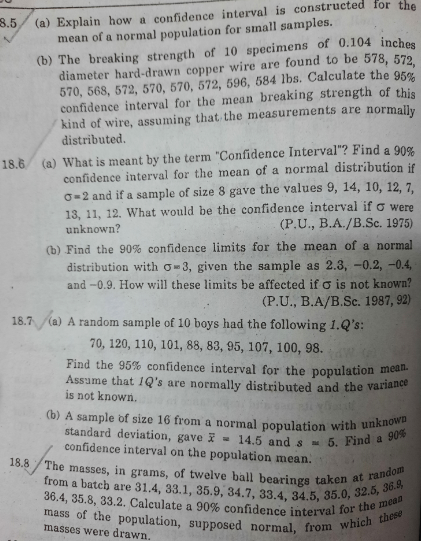 18.5 (a) Explain how a confidence interval is constructed for the
mean of a normal population for small samples.
(b) The breaking strength of 10 specimens of 0.104 inches
diameter hard-drawn copper wire are found to be 578, 572,
570, 568, 572, 570, 570, 572, 596, 584 lbs. Calculate the 95%
confidence interval for the mean breaking strength of this
kind of wire, assuming that the measurements are normally
distributed.
18.6 (a) What is meant by the term "Confidence Interval"? Find a 90%
confidence interval for the mean of a normal distribution if
σ=2 and if a sample of size 8 gave the values 9, 14, 10, 12, 7,
13, 11, 12. What would be the confidence interval if σ were
unknown? (P.U., B.A./B.Sc. 1975)
(b) Find the 90% confidence limits for the mean of a normal
distribution with σ=3, given the sample as 2.3, –0.2, –0.4,
and –0.9. How will these limits be affected if σ is not known?
(P.U., B.A/B.Sc. 1987, 92)
18.7 (a) A random sample of 10 boys had the following I.Q's:
70, 120, 110, 101, 88, 83, 95, 107, 100, 98.
Find the 95% confidence interval for the population mean.
Assume that IQ's are normally distributed and the variance
is not known.
(b) A sample of size 16 from a normal population with unknown
standard deviation, gave x̄ = 14.5 and s = 5. Find a 90%
confidence interval on the population mean.
18.8 The masses, in grams, of twelve ball bearings taken at random
from a batch are 31.4, 33.1, 35.9, 34.7, 33.4, 34.5, 35.0, 32.5, 36.9,
36.4, 35.8, 33.2. Calculate a 90% confidence interval for the mean
mass of the population, supposed normal, from which these
masses were drawn.